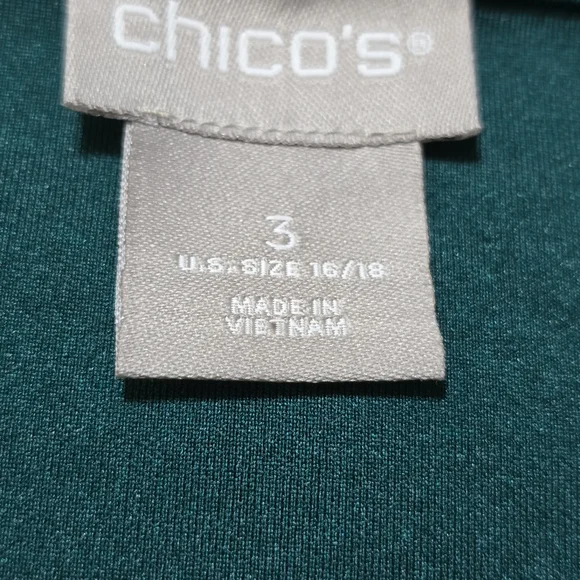 chico's®
3
U.S. SIZE 16/18
MADE IN
VIETNAM